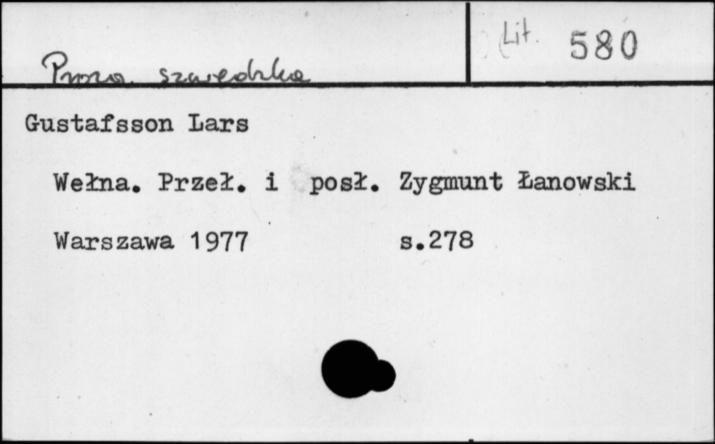 Proza szwedzka
Lit. 580
Gustafsson Lars
Wełna. Przeł. i posł. Zygmunt Łanowski
Warszawa 1977 s.278